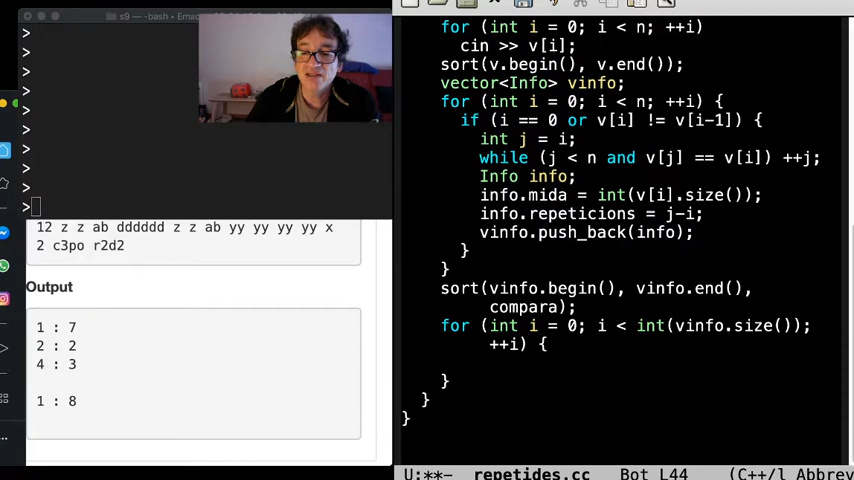 s9 — -bash
Emac
>
>
>
>
>
>
>
>
>
>
12 z z ab dddddd z z ab yy yy yy yy x
2 c3po r2d2
Output
1 : 7
2 : 2
4 : 3
1 : 8
for (int i = 0; i < n; ++i)
cin >> v[i];
sort(v.begin(), v.end());
vector<Info> vinfo;
for (int i = 0; i < n; ++i) {
if (i == 0 or v[i] != v[i-1]) {
int j = i;
while (j < n and v[j] == v[i]) ++j;
Info info;
info.mida = int(v[i].size());
info.repeticions = j-i;
vinfo.push_back(info);
}
}
sort(vinfo.begin(), vinfo.end(),
compara);
for (int i = 0; i < int(vinfo.size());
++i) {
}
}
}
U:**- repetides.cc Bot L44 (C++/l Abbrev